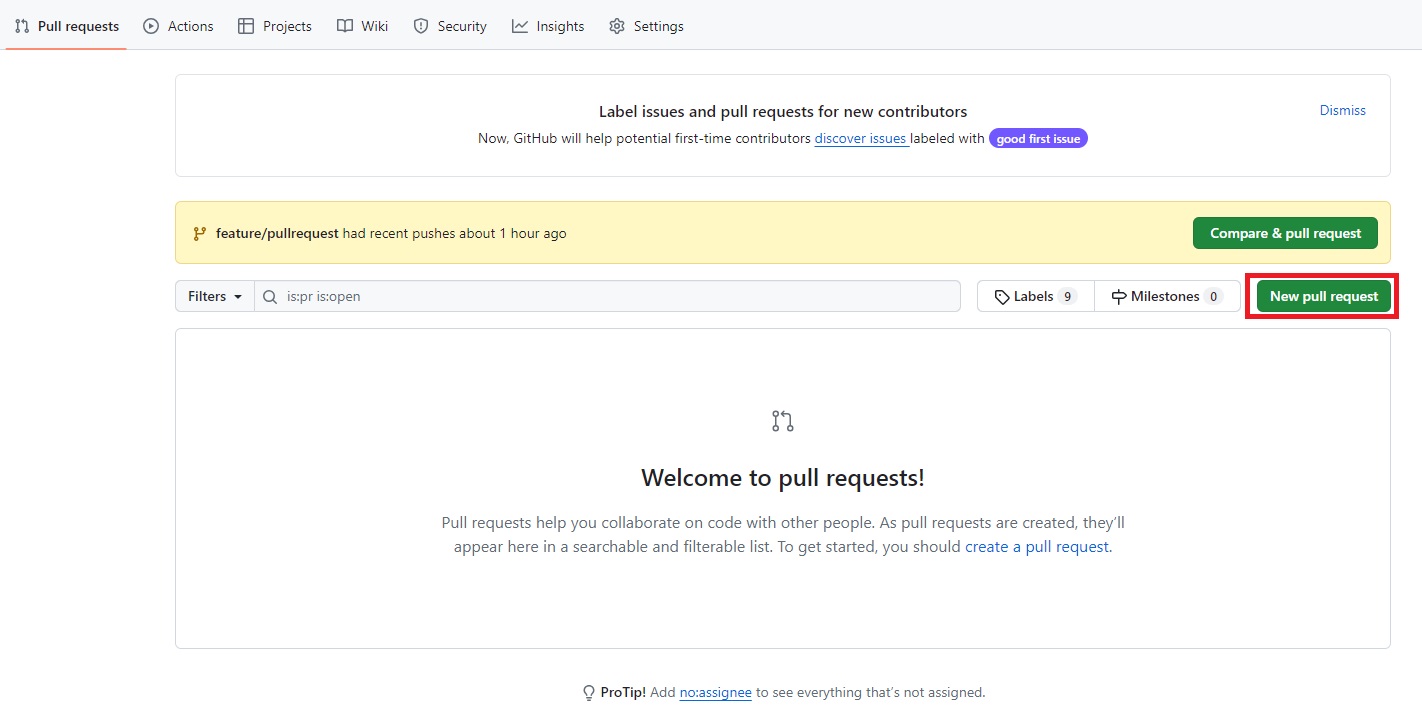 Pull requests Actions Projects Wiki Security Insights Settings
Label issues and pull requests for new contributors
Dismiss
Now, GitHub will help potential first-time contributors discover issues labeled with good first issue
feature/pullrequest had recent pushes about 1 hour ago
Compare & pull request
Filters is:pr is:open Labels 9 Milestones 0 New pull request
Welcome to pull requests!
Pull requests help you collaborate on code with other people. As pull requests are created, they’ll
appear here in a searchable and filterable list. To get started, you should create a pull request.
ProTip! Add no:assignee to see everything that’s not assigned.